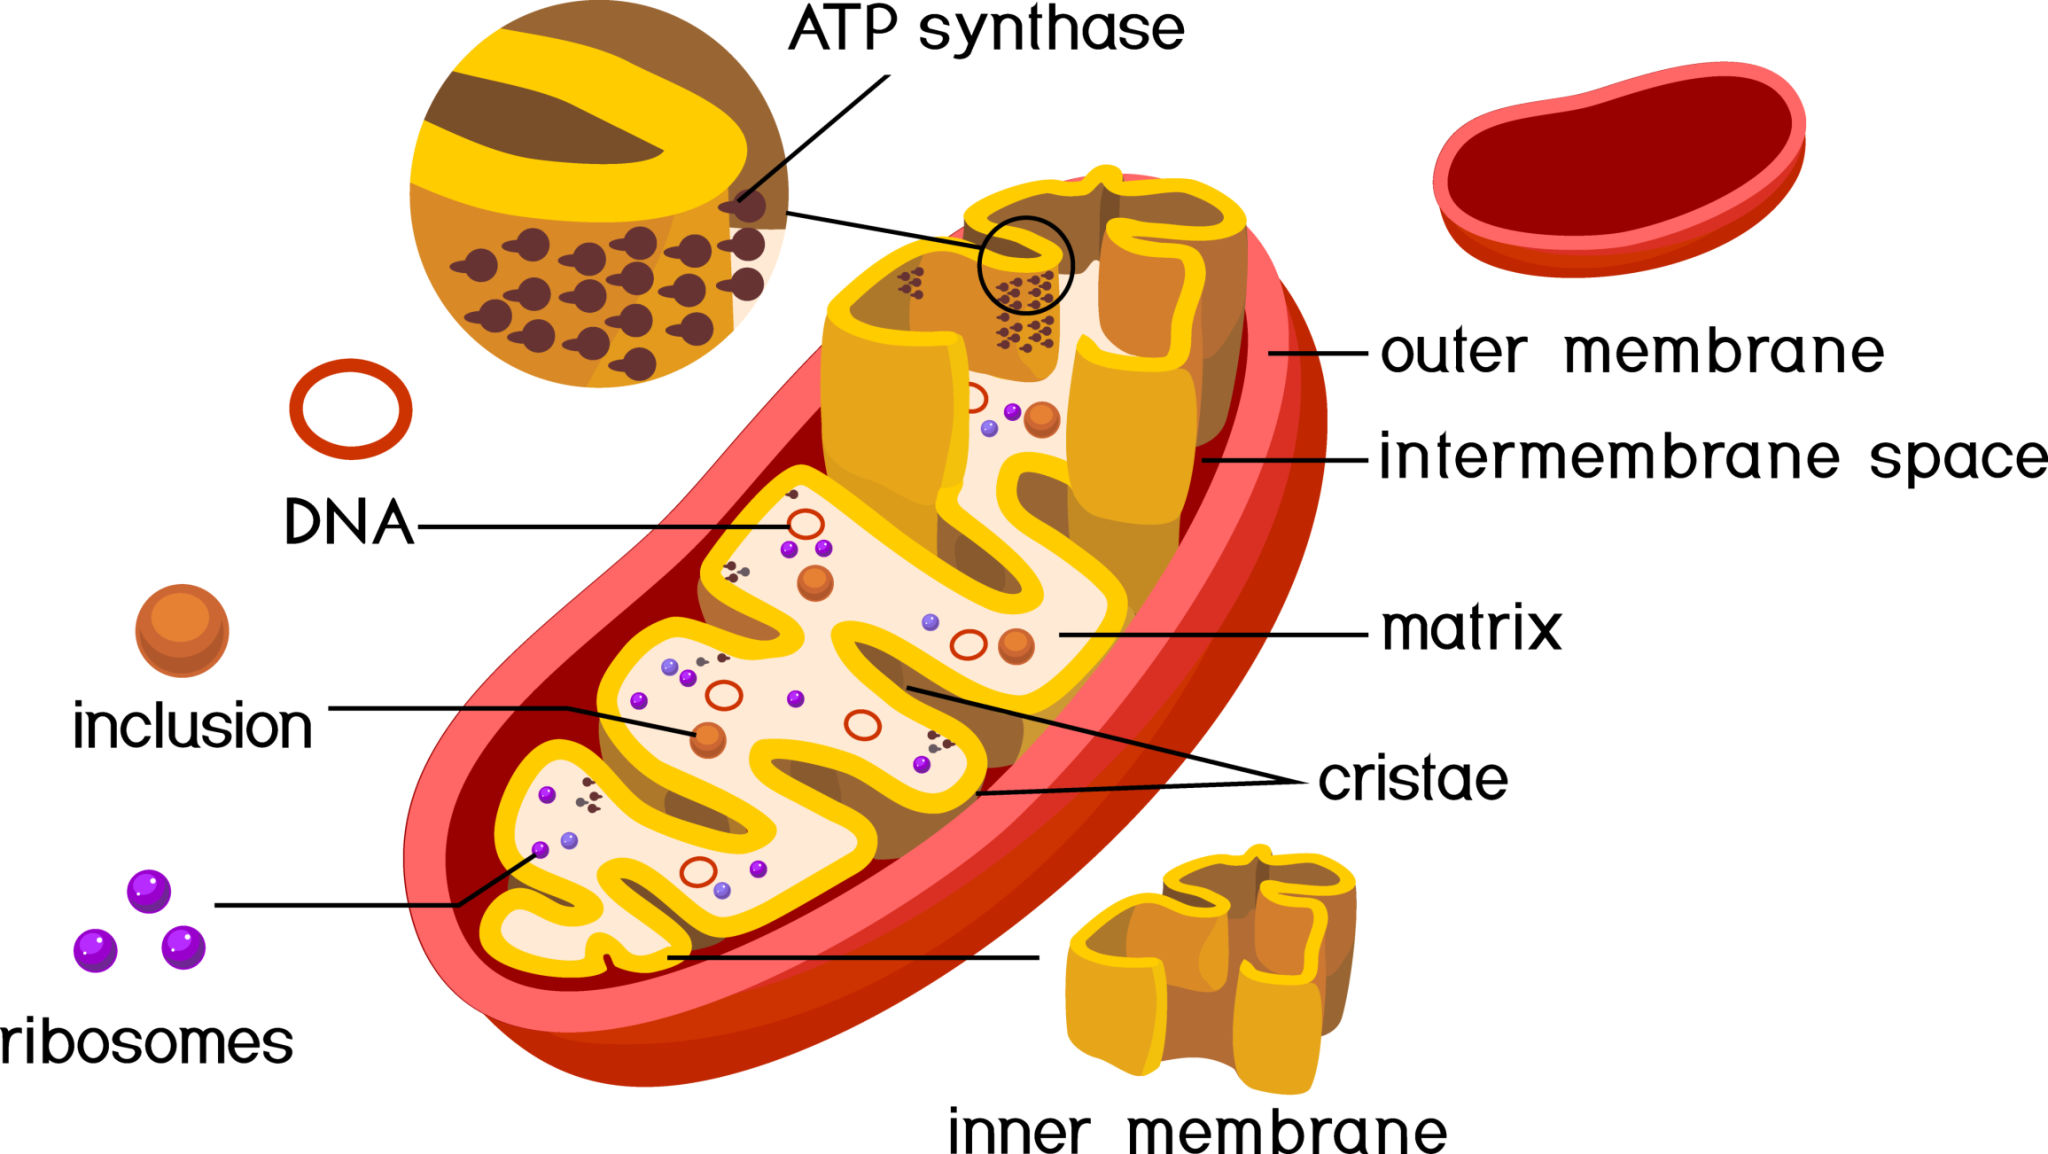 ATP synthase
outer membrane
intermembrane space
DNA
matrix
inclusion
cristae
ribosomes
inner membrane